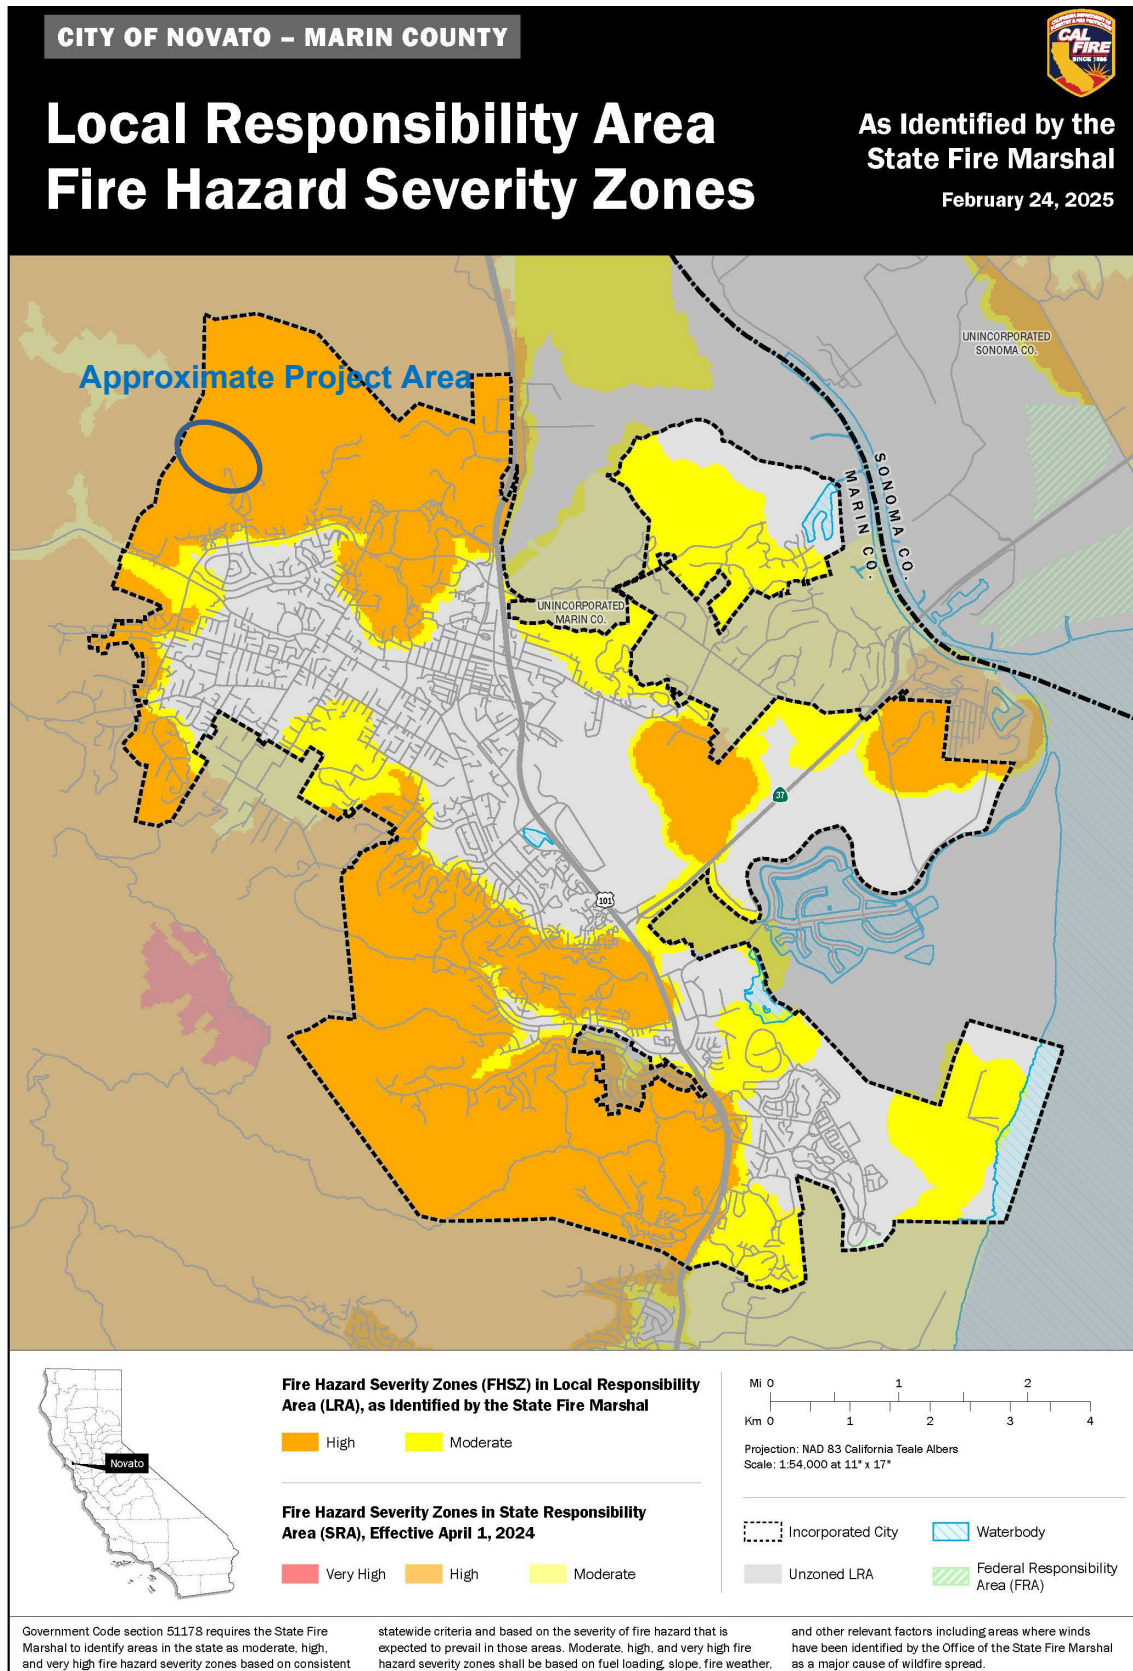 CITY OF NOVATO – MARIN COUNTY
CALIFORNIA DEPARTMENT OF
FORESTRY & FIRE PROTECTION
CAL
FIRE
SINCE 1885
Local Responsibility Area
Fire Hazard Severity Zones
As Identified by the
State Fire Marshal
February 24, 2025
UNINCORPORATED
SONOMA CO.
Approximate Project Area
SONOMA CO.
MARIN CO.
UNINCORPORATED
MARIN CO.
37
101
Novato
Fire Hazard Severity Zones (FHSZ) in Local Responsibility
Area (LRA), as Identified by the State Fire Marshal
High
Moderate
Fire Hazard Severity Zones in State Responsibility
Area (SRA), Effective April 1, 2024
Very High
High
Moderate
Mi 0 1 2
Km 0 1 2 3 4
Projection: NAD 83 California Teale Albers
Scale: 1:54,000 at 11" x 17"
Incorporated City
Waterbody
Unzoned LRA
Federal Responsibility
Area (FRA)
Government Code section 51178 requires the State Fire
Marshal to identify areas in the state as moderate, high,
and very high fire hazard severity zones based on consistent
statewide criteria and based on the severity of fire hazard that is
expected to prevail in those areas. Moderate, high, and very high fire
hazard severity zones shall be based on fuel loading, slope, fire weather,
and other relevant factors including areas where winds
have been identified by the Office of the State Fire Marshal
as a major cause of wildfire spread.